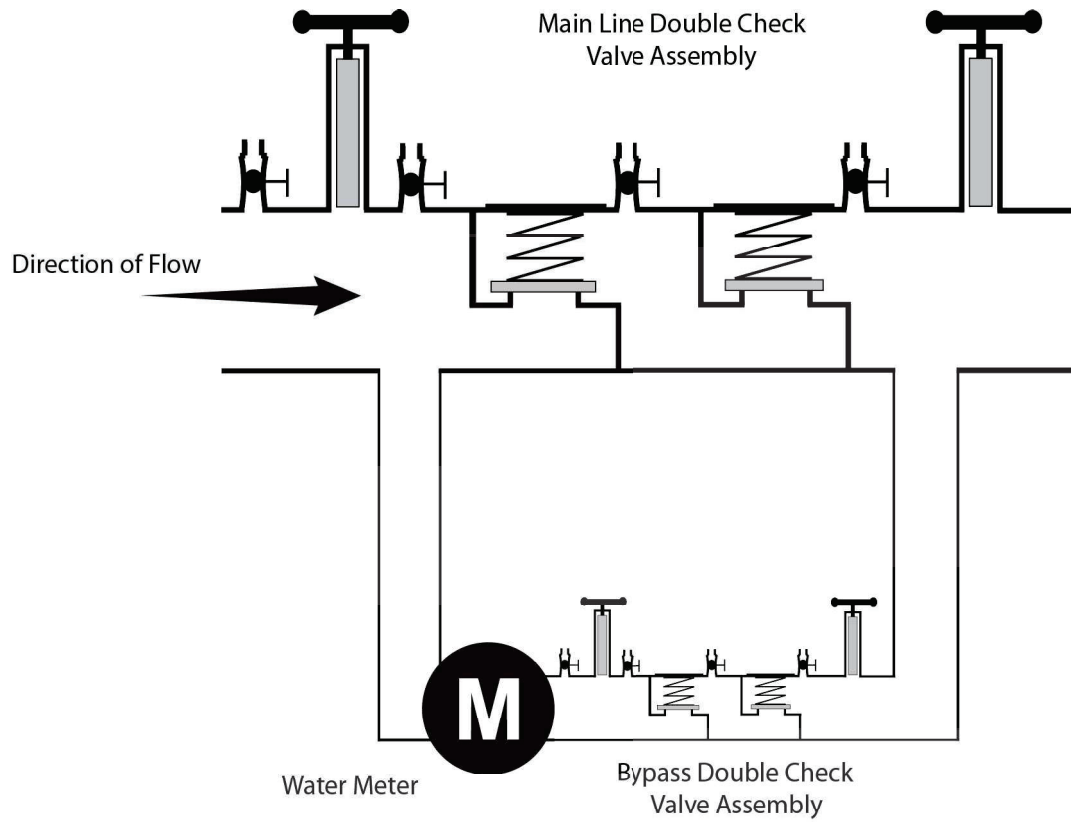 Main Line Double Check
Valve Assembly
Direction of Flow
M
Water Meter
Bypass Double Check
Valve Assembly